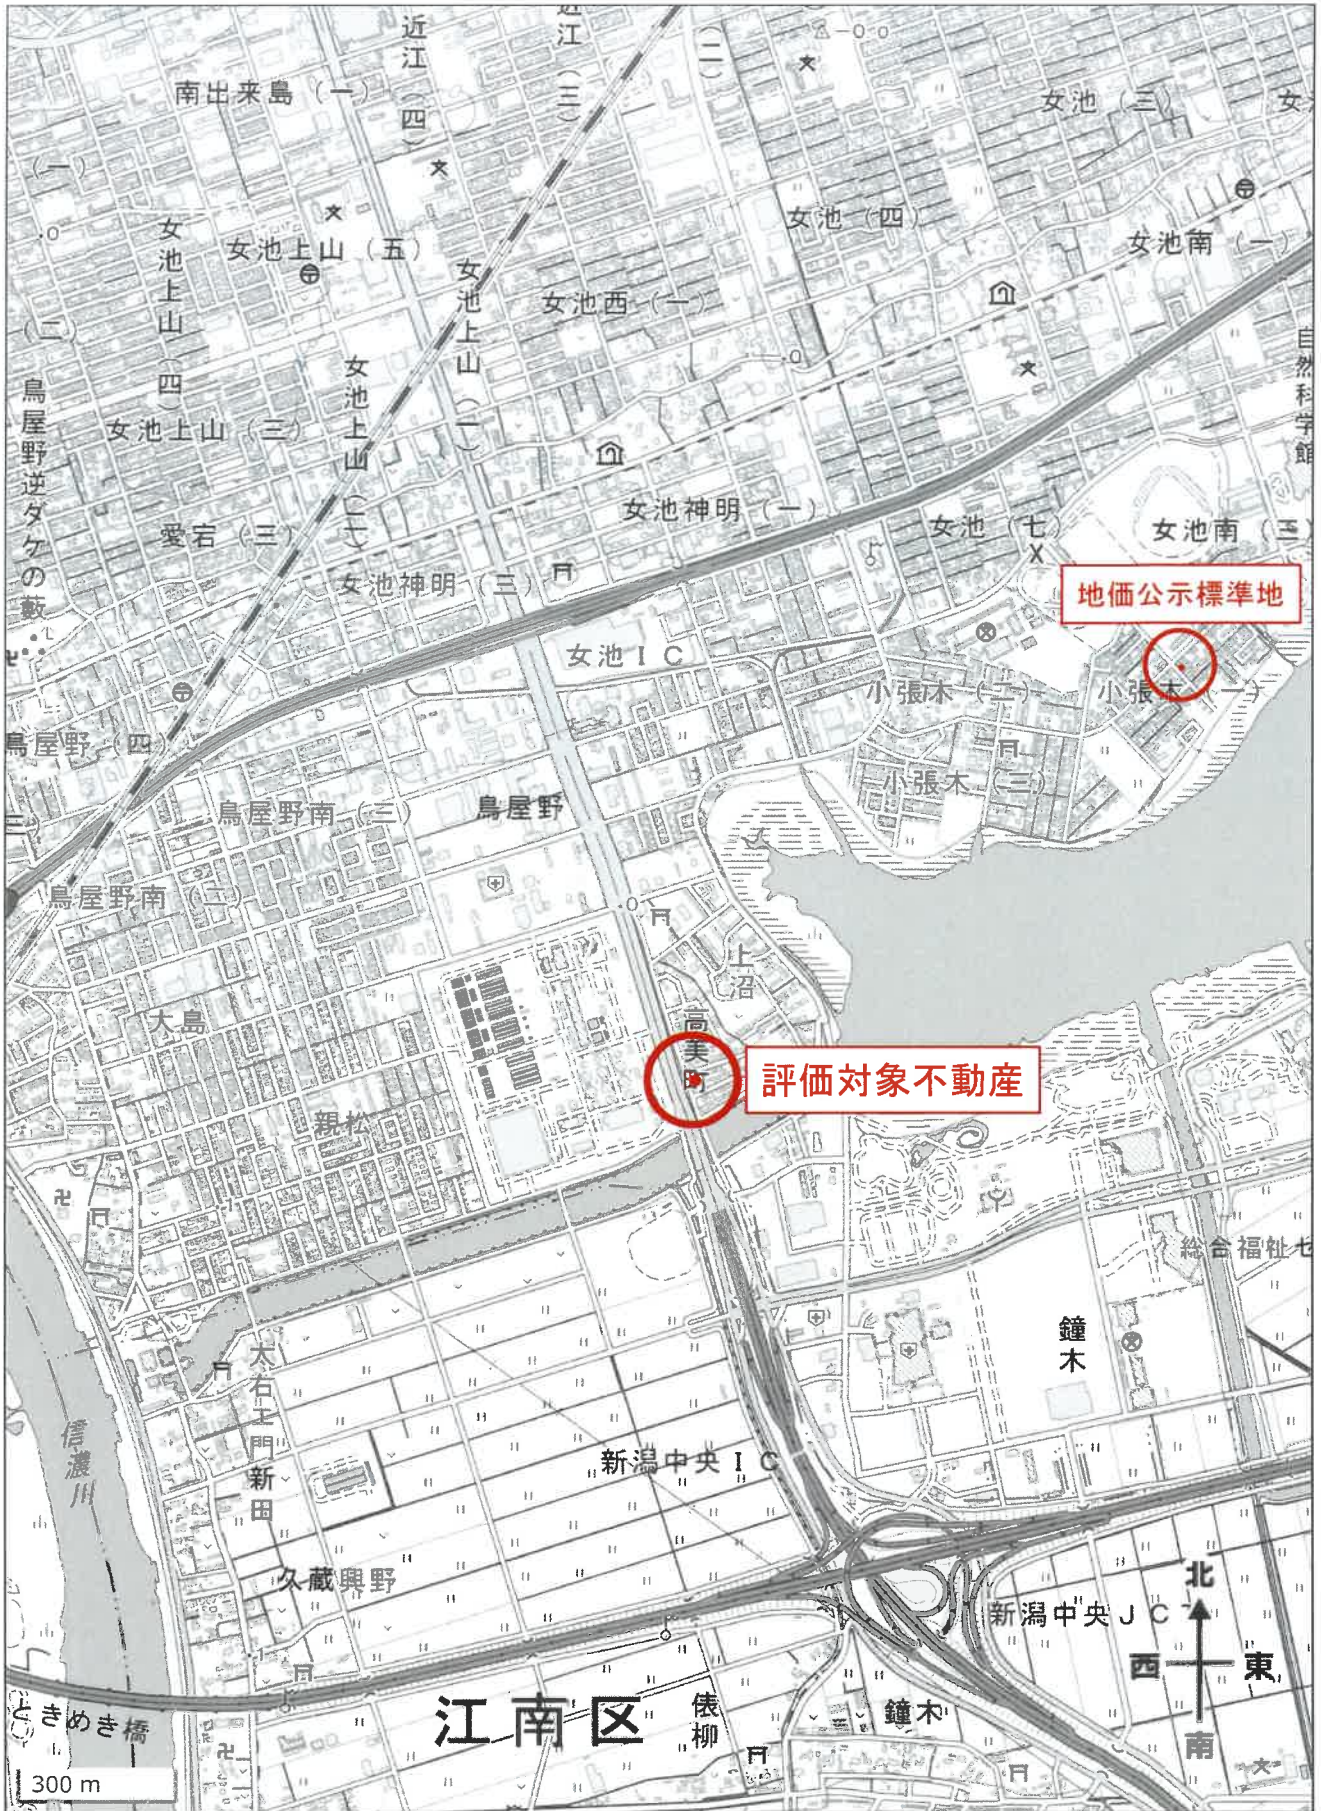 近江（四）
近江（三）
（二）
南出来島（一）
女池（三）
（一）
女池上山（四）
女池上山（五）
女池（四）
女池南（一）
女池上山（一）
女池西（一）
（二）
女池上山（二）
自然科学館
鳥屋野逆ダケの藪
女池上山（三）
愛宕（三）
女池神明（一）
女池（七）
女池南（三）
女池神明（三）
地価公示標準地
女池ＩＣ
小張木（二）
小張木（一）
鳥屋野（四）
小張木（三）
鳥屋野南（三）
鳥屋野
鳥屋野南（二）
上沼
大島
高美町
評価対象不動産
親松
総合福祉セ
鐘木
太右エ門新田
信濃川
新潟中央ＩＣ
久蔵興野
新潟中央ＪＣＴ
北
西
東
南
ときめき橋
江南区
俵柳
鐘木
300 m